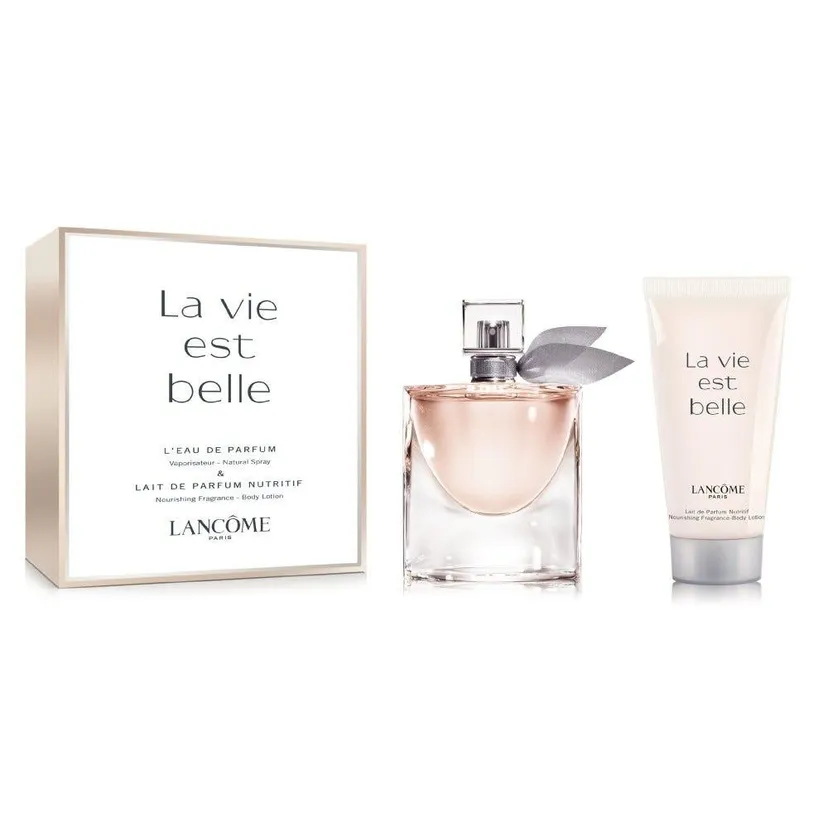 La vie
est
belle
L'EAU DE PARFUM
Vaporisateur - Natural Spray
&
LAIT DE PARFUM NUTRITIF
Nourishing Fragrance - Body Lotion
LANCÔME
PARIS
La vie
est
belle
LANCÔME
PARIS
Lait de Parfum Nutritif
Nourishing Fragrance-Body Lotion